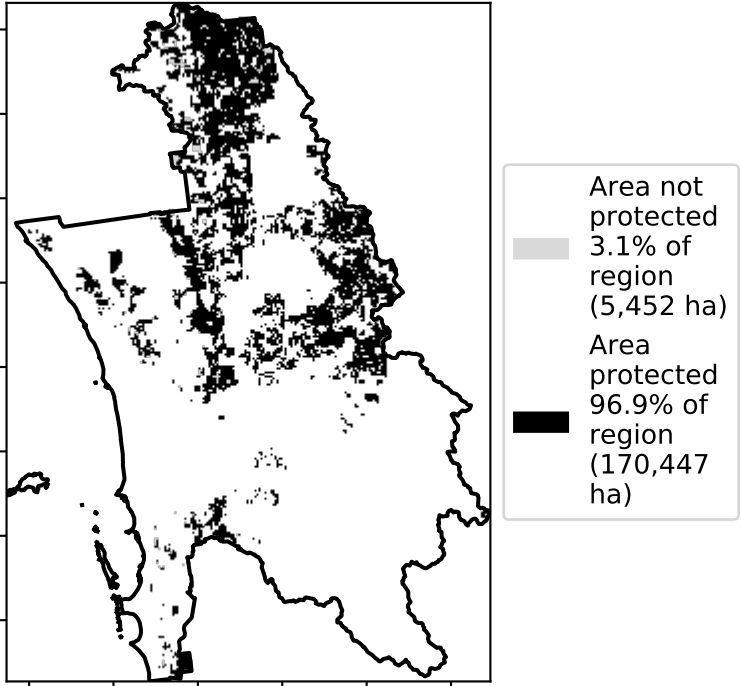 Area not
protected
3.1% of
region
(5,452 ha)
Area
protected
96.9% of
region
(170,447
ha)